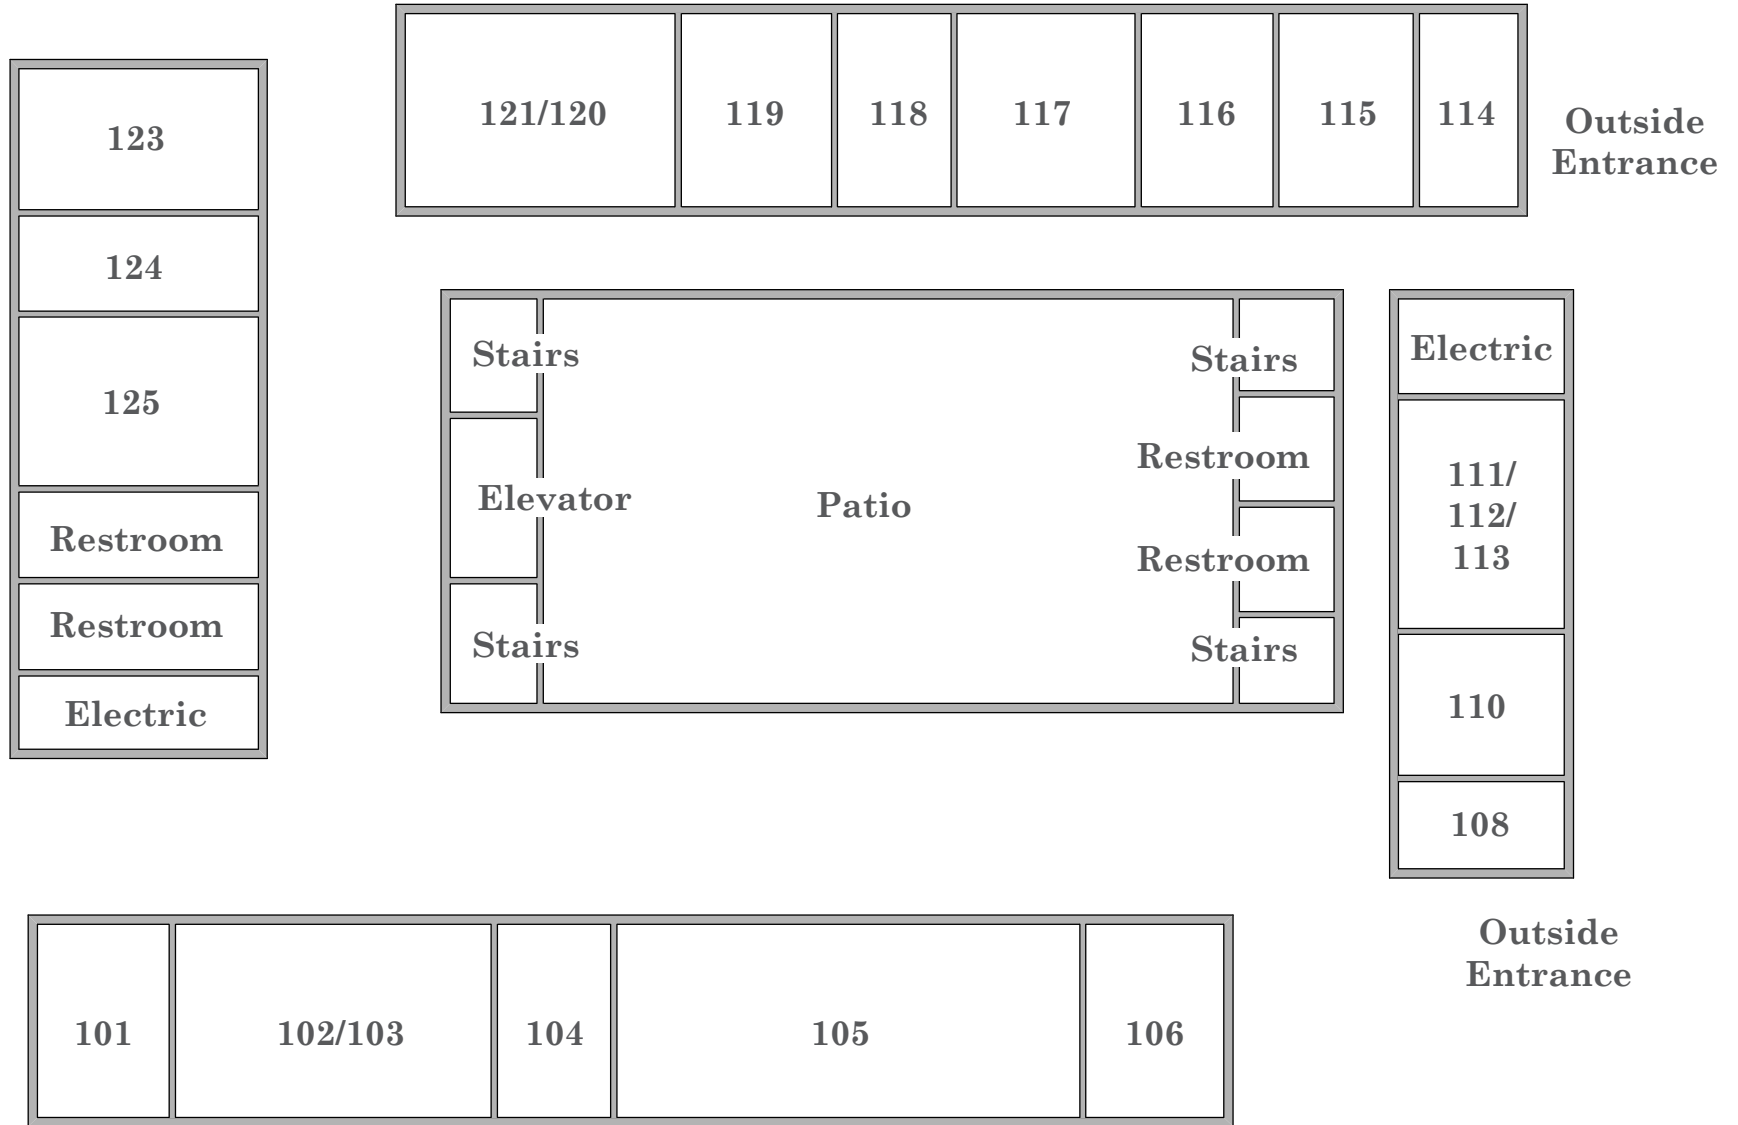 121/120
119
118
117
116
115
114
Outside
Entrance
123
124
125
Restroom
Restroom
Electric
Stairs
Elevator
Stairs
Patio
Stairs
Restroom
Restroom
Stairs
Electric
111/
112/
113
110
108
Outside
Entrance
101
102/103
104
105
106